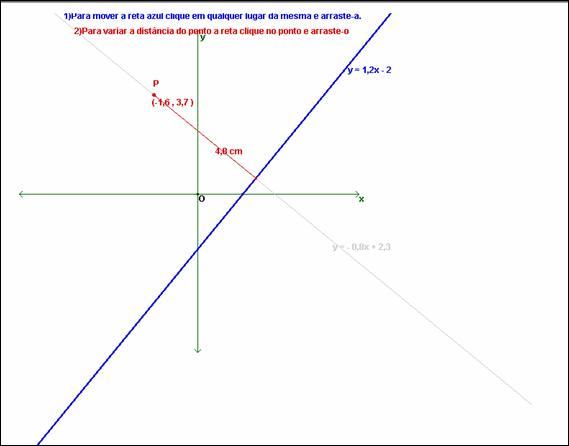 1)Para mover a reta azul clique em qualquer lugar da mesma e arraste-a.
2)Para variar a distância do ponto a reta clique no ponto e arraste-o
y
y = 1,2x - 2
P
(-1,6 , 3,7 )
4,8 cm
O
x
y = - 0,8x + 2,3